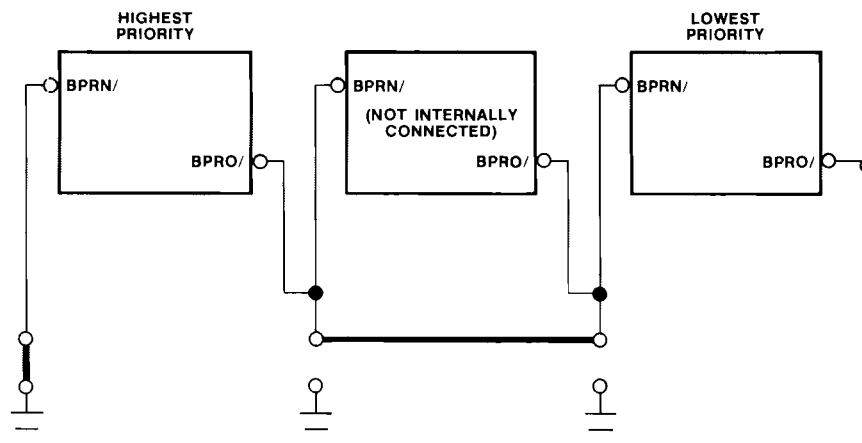 HIGHEST
PRIORITY
LOWEST
PRIORITY
BPRN/
BPRO/
BPRN/
(NOT INTERNALLY
CONNECTED)
BPRO/
BPRN/
BPRO/